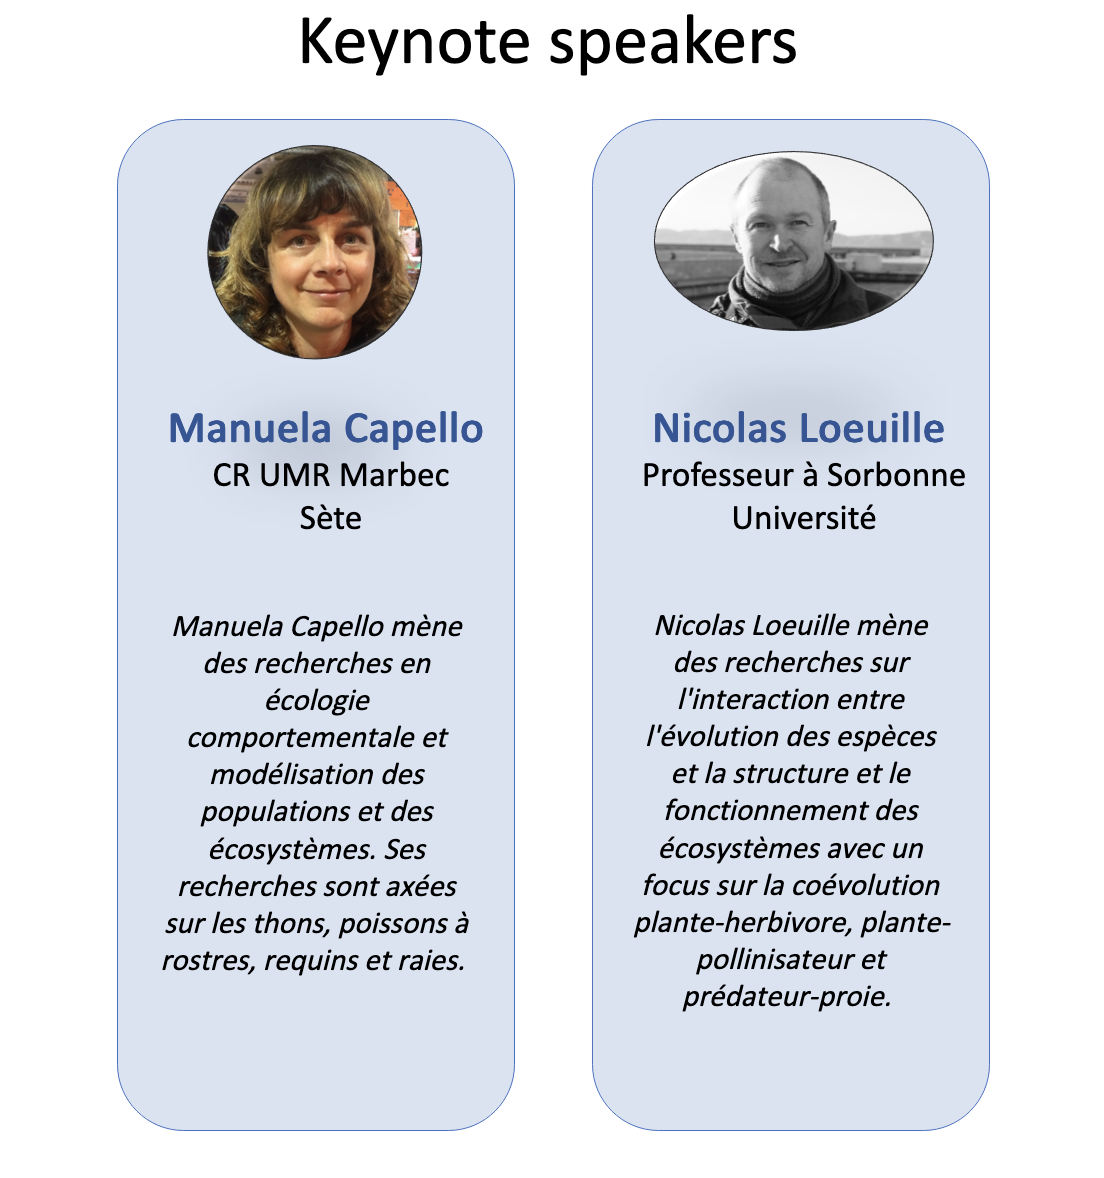 Keynote speakers
Manuela Capello
CR UMR Marbec
Sète
Manuela Capello mène
des recherches en
écologie
comportementale et
modélisation des
populations et des
écosystèmes. Ses
recherches sont axées
sur les thons, poissons à
rostres, requins et raies.
Nicolas Loeuille
Professeur à Sorbonne
Université
Nicolas Loeuille mène
des recherches sur
l'interaction entre
l'évolution des espèces
et la structure et le
fonctionnement des
écosystèmes avec un
focus sur la coévolution
plante-herbivore, plante-
pollinisateur et
prédateur-proie.